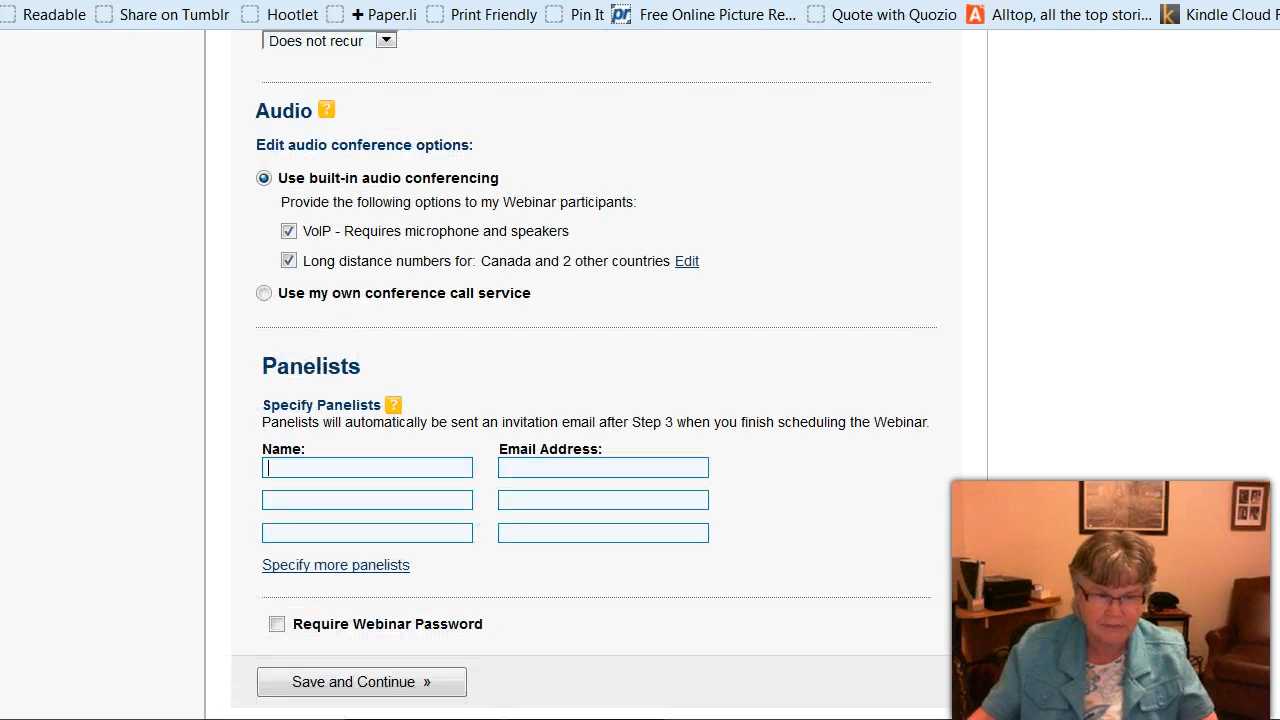 Readable Share on Tumblr Hootlet + Paper.li Print Friendly Pin It pr Free Online Picture Re... Quote with Quozio A Alltop, all the top stori... k Kindle Cloud
Does not recur
Audio ?
Edit audio conference options:
Use built-in audio conferencing
Provide the following options to my Webinar participants:
VoIP - Requires microphone and speakers
Long distance numbers for: Canada and 2 other countries Edit
Use my own conference call service
Panelists
Specify Panelists ?
Panelists will automatically be sent an invitation email after Step 3 when you finish scheduling the Webinar.
Name: Email Address:
Specify more panelists
Require Webinar Password
Save and Continue »